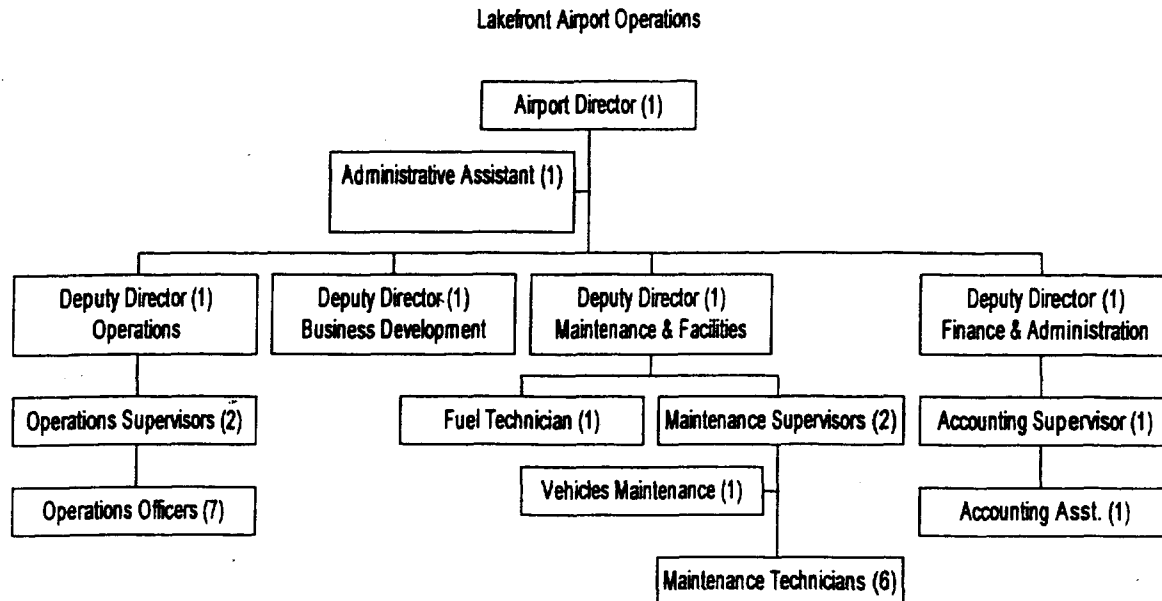 Lakefront Airport Operations
Airport Director (1)
Administrative Assistant (1)
Deputy Director (1)
Operations
Deputy Director (1)
Business Development
Deputy Director (1)
Maintenance & Facilities
Deputy Director (1)
Finance & Administration
Operations Supervisors (2)
Fuel Technician (1)
Maintenance Supervisors (2)
Accounting Supervisor (1)
Vehicles Maintenance (1)
Operations Officers (7)
Accounting Asst. (1)
Maintenance Technicians (6)